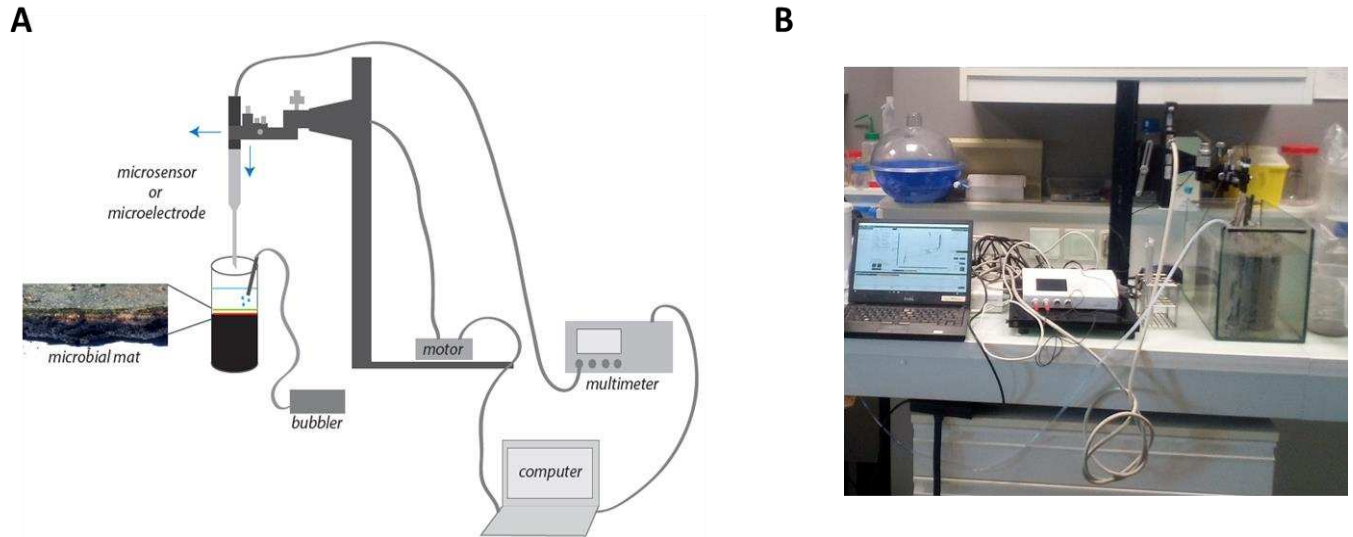 A
B
microsensor
or
microelectrode
microbial mat
motor
bubbler
multimeter
computer